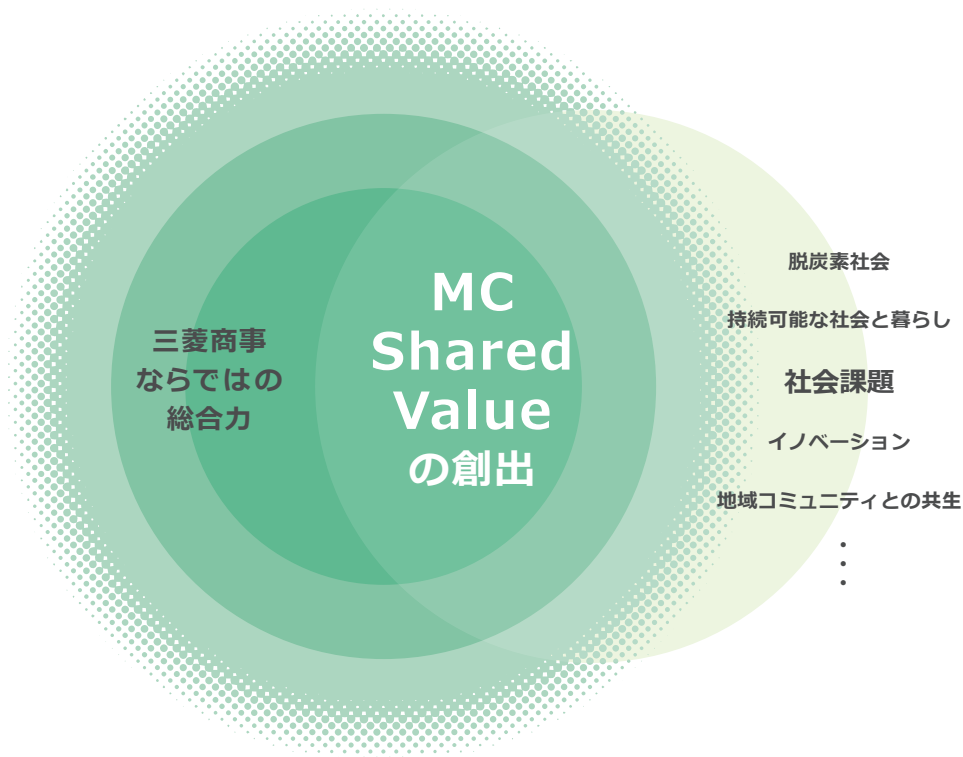 三菱商事
ならではの
総合力
MC
Shared
Value
の創出
脱炭素社会
持続可能な社会と暮らし
社会課題
イノベーション
地域コミュニティとの共生
・
・
・